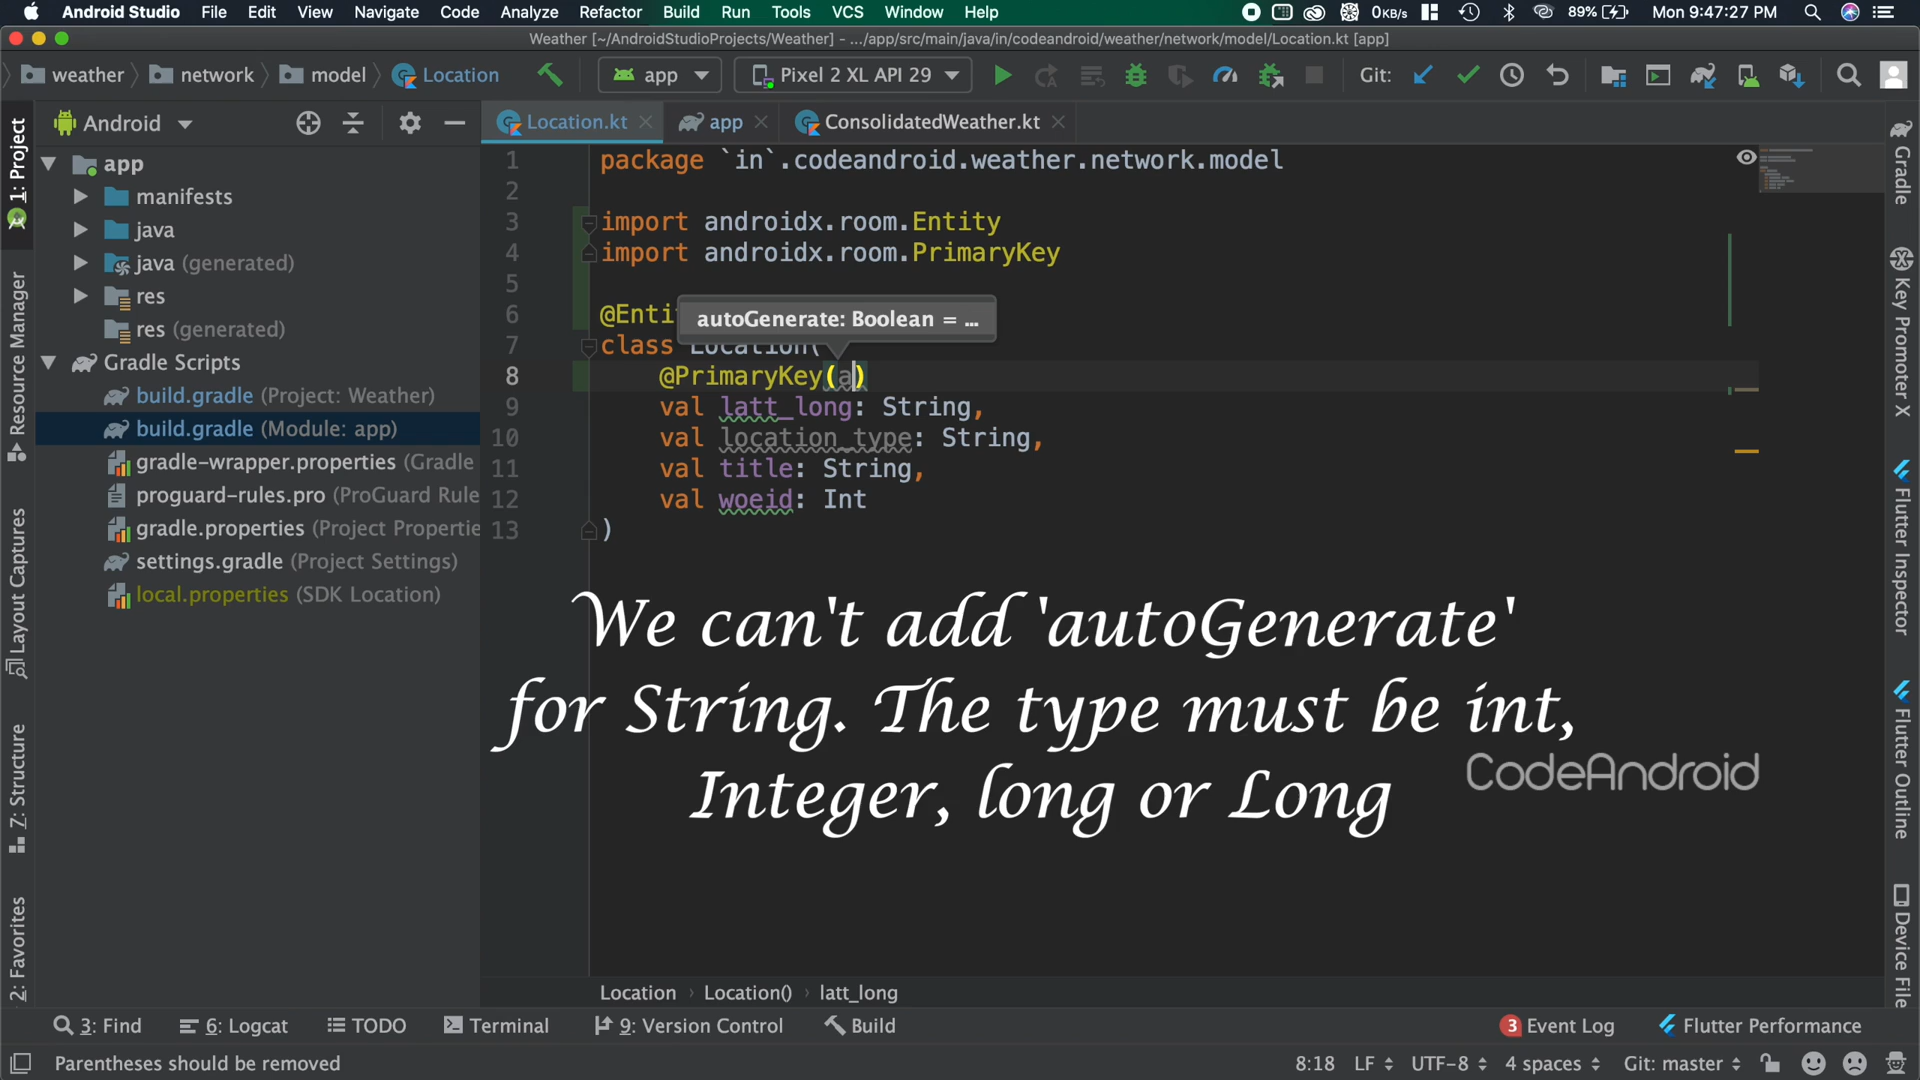 Android Studio File Edit View Navigate Code Analyze Refactor Build Run Tools VCS Window Help 0KB/s 89% Mon 9:47:27 PM
Weather [~/AndroidStudioProjects/Weather] - .../app/src/main/java/in/codeandroid/weather/network/model/Location.kt [app]
weather network model Location app Pixel 2 XL API 29 Git:
Android
Location.kt app ConsolidatedWeather.kt
app
manifests
java
java (generated)
res
res (generated)
Gradle Scripts
build.gradle (Project: Weather)
build.gradle (Module: app)
gradle-wrapper.properties (Gradle
proguard-rules.pro (ProGuard Rule
gradle.properties (Project Propertie
settings.gradle (Project Settings)
local.properties (SDK Location)
1: Project
Resource Manager
Layout Captures
Z: Structure
2: Favorites
1 package `in`.codeandroid.weather.network.model
2
3 import androidx.room.Entity
4 import androidx.room.PrimaryKey
5
6 @Enti
autoGenerate: Boolean = ...
7 class Location(
8 @PrimaryKey(a)
9 val latt_long: String,
10 val location_type: String,
11 val title: String,
12 val woeid: Int
13 )
We can't add 'autoGenerate'
for String. The type must be int,
Integer, long or Long
CodeAndroid
Gradle
Key Promoter X
Flutter Inspector
Flutter Outline
Device File
Location Location() latt_long
3: Find 6: Logcat TODO Terminal 9: Version Control Build 3 Event Log Flutter Performance
Parentheses should be removed 8:18 LF UTF-8 4 spaces Git: master